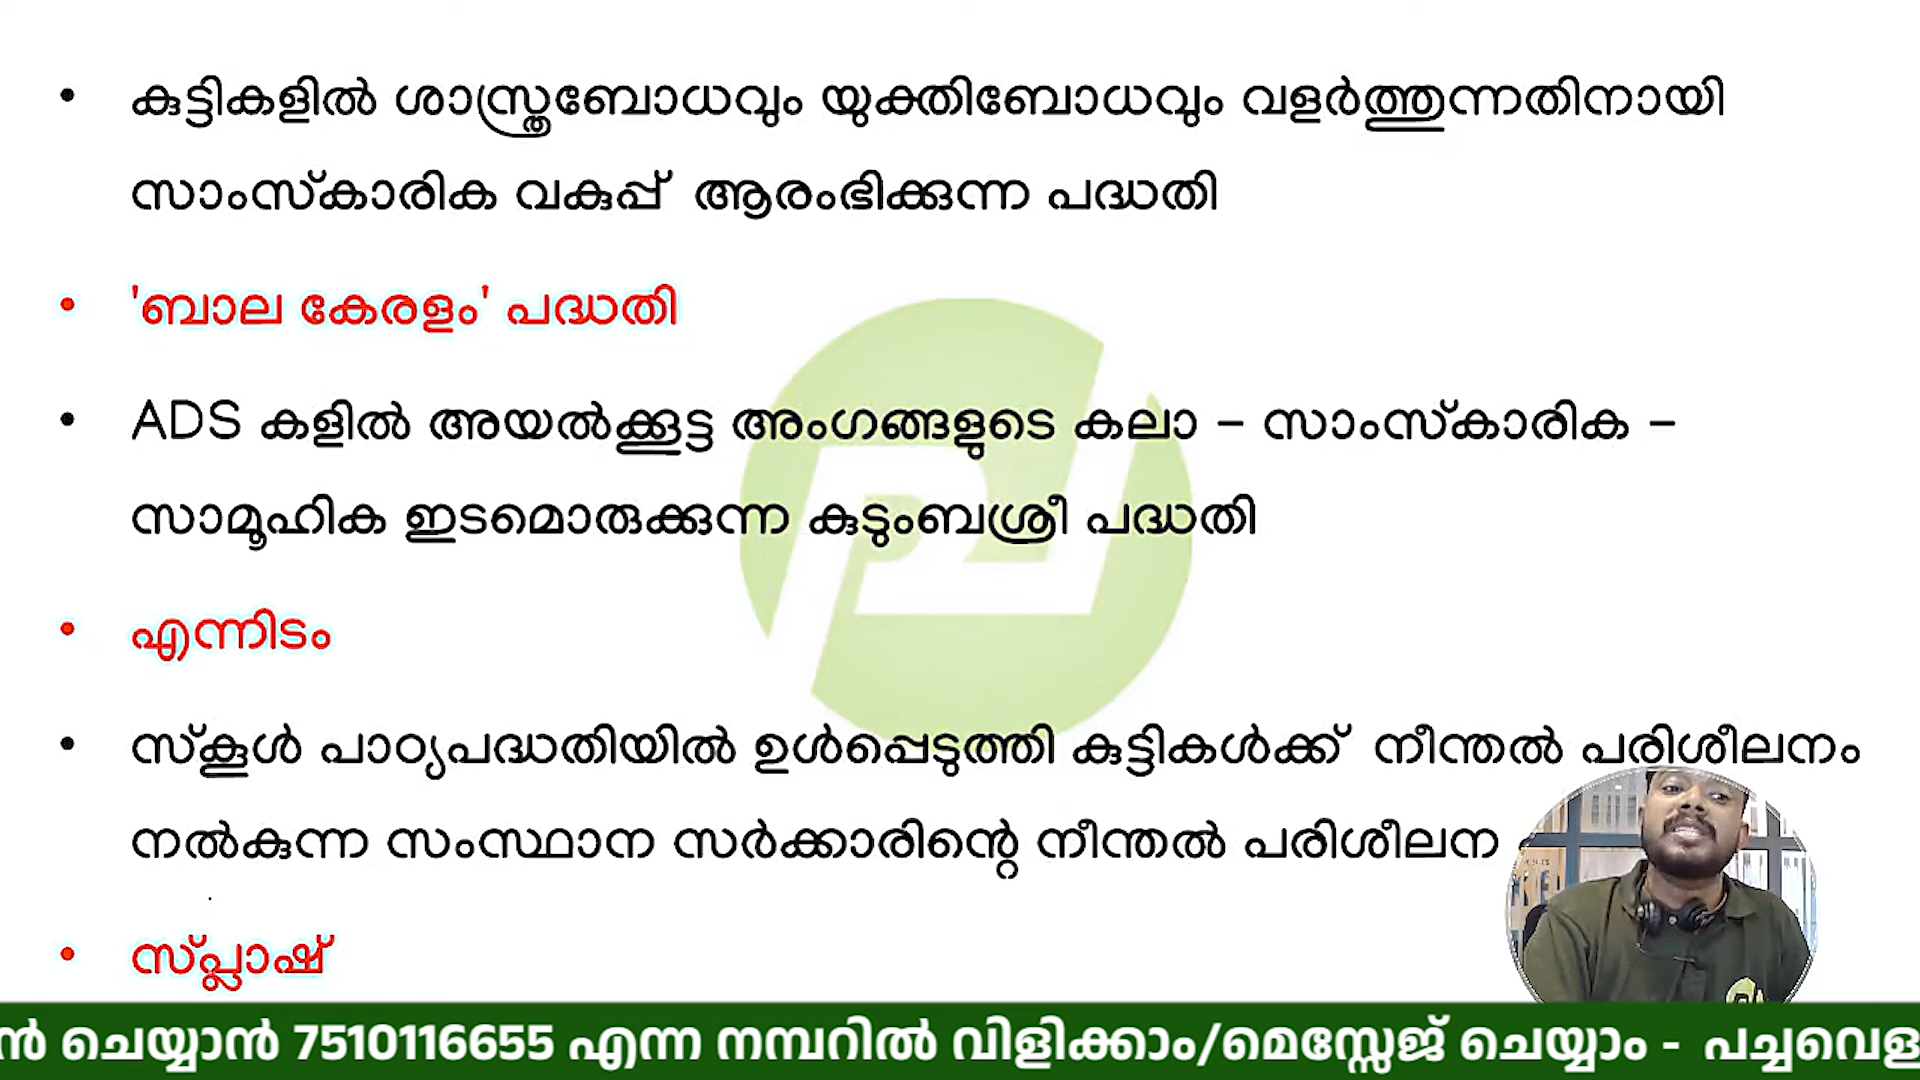 • കുട്ടികളിൽ ശാസ്ത്രബോധവും യുക്തിബോധവും വളർത്തുന്നതിനായി
സാംസ്കാരിക വകുപ്പ് ആരംഭിക്കുന്ന പദ്ധതി
• 'ബാല കേരളം' പദ്ധതി
• ADS കളിൽ അയൽക്കൂട്ട അംഗങ്ങളുടെ കലാ – സാംസ്കാരിക –
സാമൂഹിക ഇടമൊരുക്കുന്ന കുടുംബശ്രീ പദ്ധതി
• എന്നിടം
• സ്കൂൾ പാഠ്യപദ്ധതിയിൽ ഉൾപ്പെടുത്തി കുട്ടികൾക്ക് നീന്തൽ പരിശീലനം
നൽകുന്ന സംസ്ഥാന സർക്കാരിന്റെ നീന്തൽ പരിശീലന
• സ്പ്ലാഷ്
ൻ ചെയ്യാൻ 7510116655 എന്ന നമ്പറിൽ വിളിക്കാം/മെസ്സേജ് ചെയ്യാം - പച്ചവെള